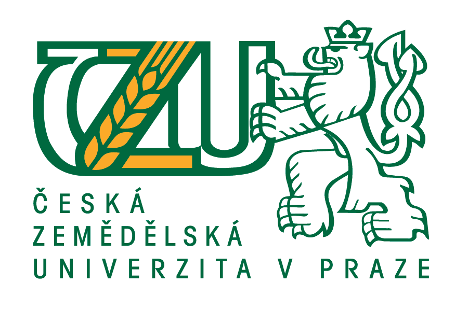 ČZU
ČESKÁ
ZEMĚDĚLSKÁ
UNIVERZITA V PRAZE